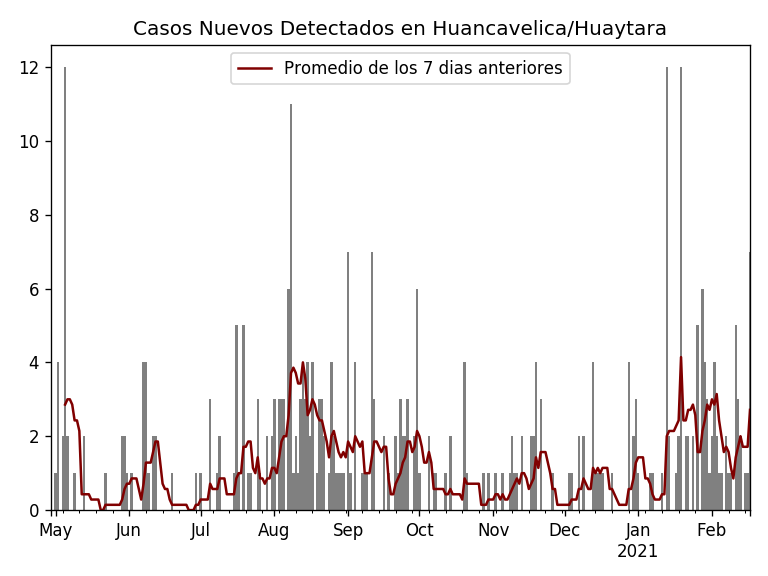 Casos Nuevos Detectados en Huancavelica/Huaytara
Promedio de los 7 dias anteriores
12
10
8
6
4
2
0
May Jun Jul Aug Sep Oct Nov Dec Jan Feb
2021